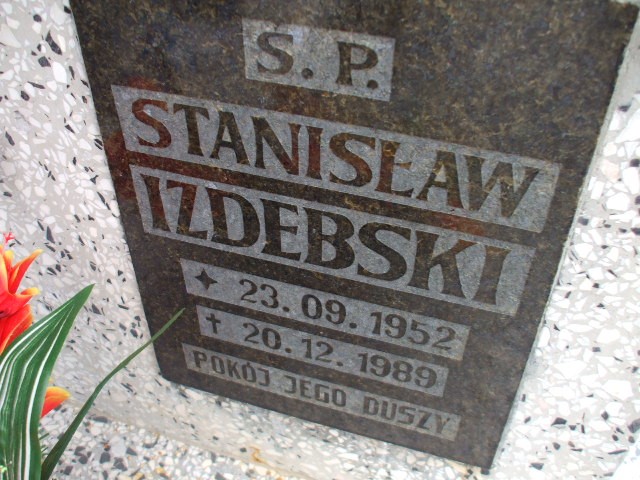 S. P.
STANISŁAW
IZDEBSKI
✦ 23.09.1952
✝ 20.12.1989
POKÓJ JEGO DUSZY